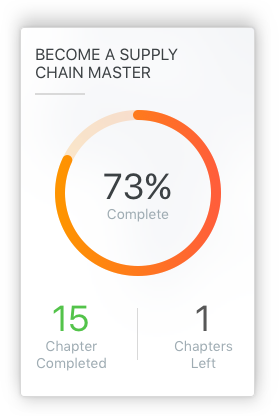 BECOME A SUPPLY
CHAIN MASTER
73%
Complete
15
Chapter
Completed
1
Chapters
Left